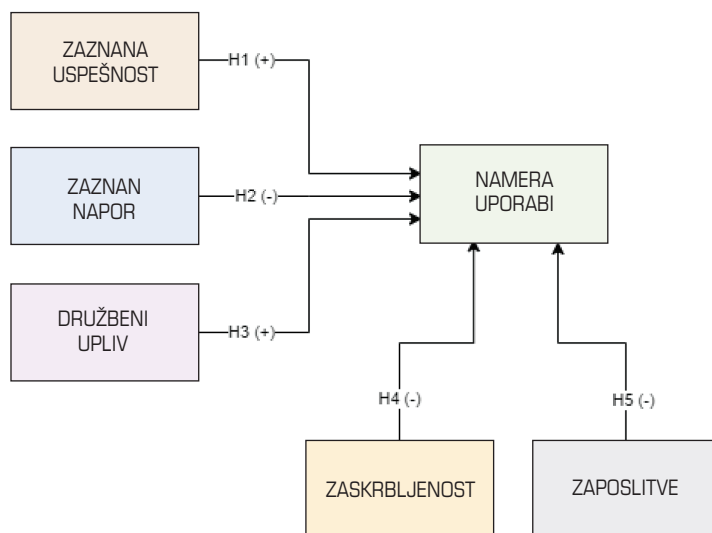 ZAZNANA
USPEŠNOST
H1 (+)
ZAZNAN
NAPOR
H2 (-)
NAMERA
UPORABI
DRUŽBENI
UPLIV
H3 (+)
H4 (-)
H5 (-)
ZASKRBLJENOST
ZAPOSLITVE